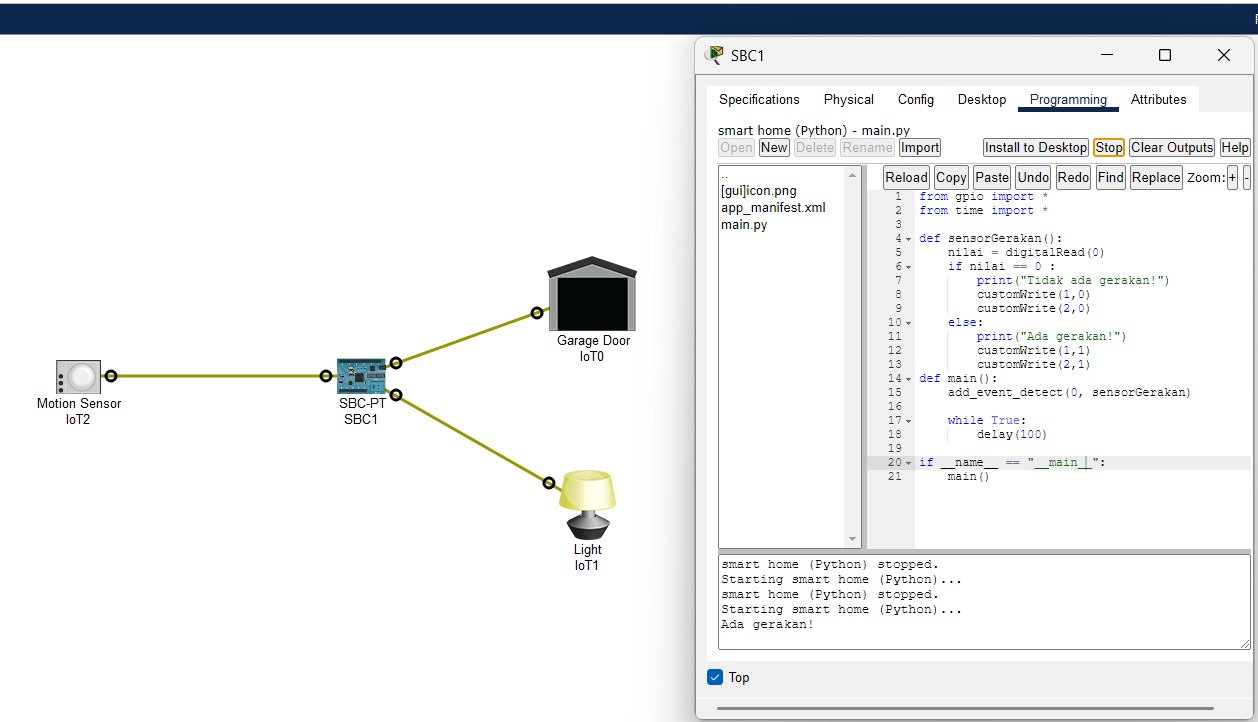 SBC1
Specifications Physical Config Desktop Programming Attributes
smart home (Python) - main.py
Open New Delete Rename Import Install to Desktop Stop Clear Outputs Help
Reload Copy Paste Undo Redo Find Replace Zoom: + -
..
[gui]icon.png
app_manifest.xml
main.py
1 from gpio import *
2 from time import *
3
4 def sensorGerakan():
5 nilai = digitalRead(0)
6 if nilai == 0 :
7 print("Tidak ada gerakan!")
8 customWrite(1,0)
9 customWrite(2,0)
10 else:
11 print("Ada gerakan!")
12 customWrite(1,1)
13 customWrite(2,1)
14 def main():
15 add_event_detect(0, sensorGerakan)
16
17 while True:
18 delay(100)
19
20 if __name__ == "__main__":
21 main()
smart home (Python) stopped.
Starting smart home (Python)...
smart home (Python) stopped.
Starting smart home (Python)...
Ada gerakan!
Top
Garage Door
IoT0
Motion Sensor
IoT2
SBC-PT
SBC1
Light
IoT1